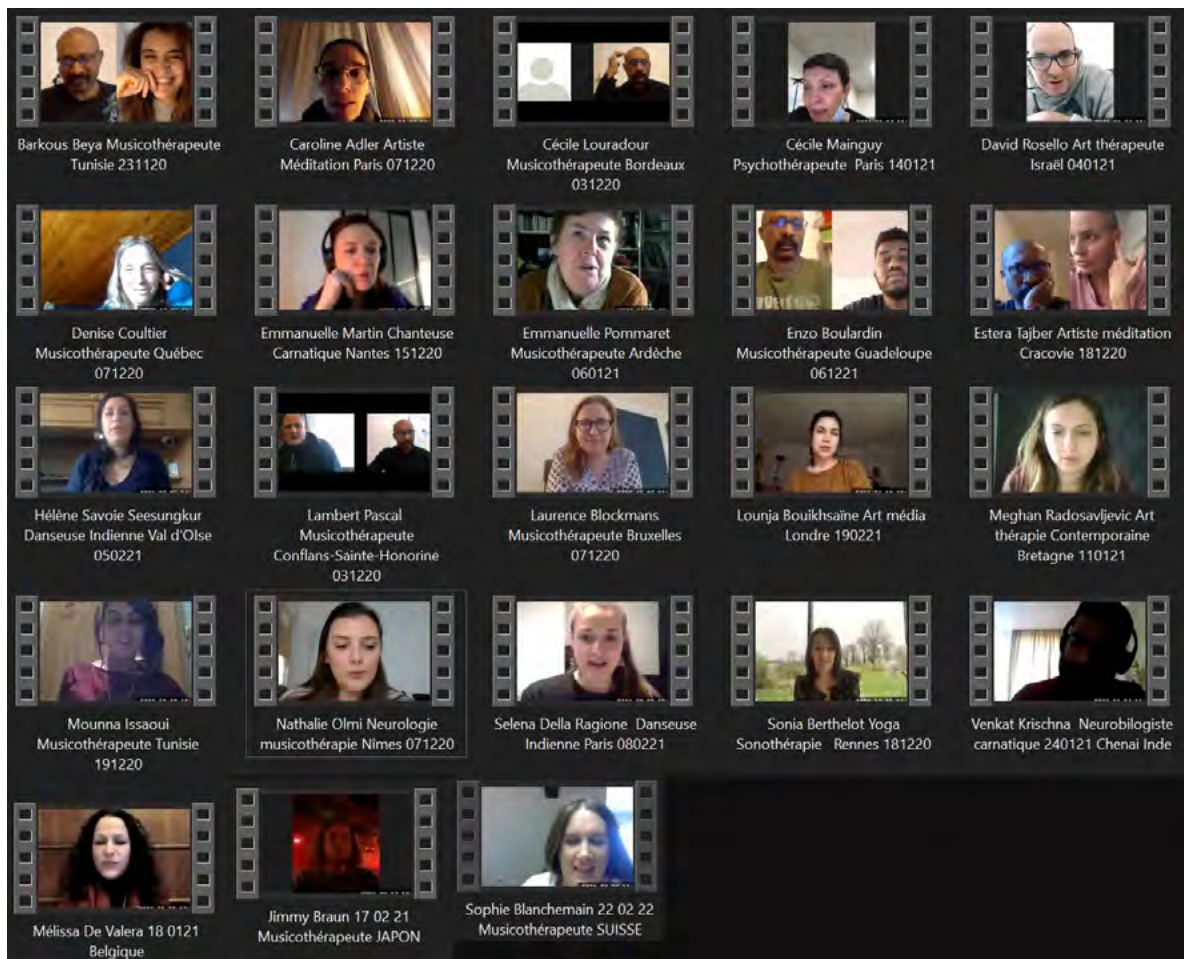 Barkous Beya Musicothérapeute
Tunisie 231120
Caroline Adler Artiste
Méditation Paris 071220
Cécile Louradour
Musicothérapeute Bordeaux
031220
Cécile Mainguy
Psychothérapeute Paris 140121
David Rosello Art thérapeute
Israël 040121
Denise Coultier
Musicothérapeute Québec
071220
Emmanuelle Martin Chanteuse
Carnatique Nantes 151220
Emmanuelle Pommaret
Musicothérapeute Ardèche
060121
Enzo Boulardin
Musicothérapeute Guadeloupe
061221
Estera Tajber Artiste méditation
Cracovie 181220
Hélène Savoie Seesungkur
Danseuse Indienne Val d'OIse
050221
Lambert Pascal
Musicothérapeute
Conflans-Sainte-Honorine
031220
Laurence Blockmans
Musicothérapeute Bruxelles
071220
Lounja Bouikhsaïne Art média
Londre 190221
Meghan Radosavljevic Art
thérapie Contemporaine
Bretagne 110121
Mounna Issaoui
Musicothérapeute Tunisie
191220
Nathalie Olmi Neurologie
musicothérapie Nîmes 071220
Selena Della Ragione Danseuse
Indienne Paris 080221
Sonia Berthelot Yoga
Sonothérapie Rennes 181220
Venkat Krischna Neurobilogiste
carnatique 240121 Chenai Inde
Mélissa De Valera 18 0121
Belgique
Jimmy Braun 17 02 21
Musicothérapeute JAPON
Sophie Blanchemain 22 02 22
Musicothérapeute SUISSE